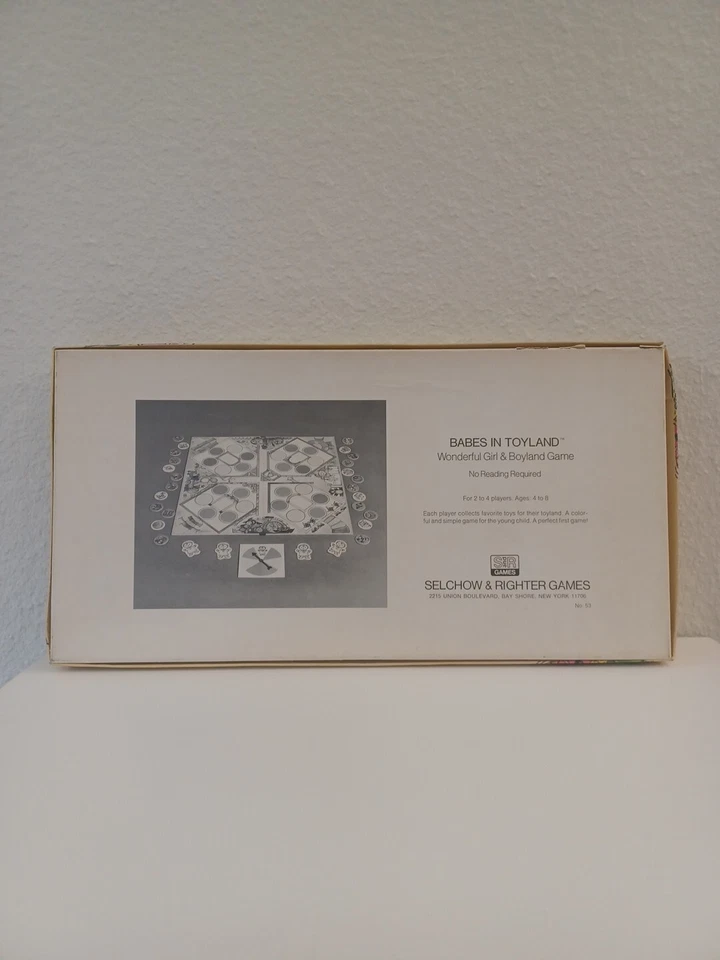 BABES IN TOYLAND™
Wonderful Girl & Boyland Game
No Reading Required
For 2 to 4 players, Ages: 4 to 8
Each player collects favorite toys for their toyland. A color-
ful and simple game for the young child. A perfect first game!
S&R
GAMES
SELCHOW & RIGHTER GAMES
2215 UNION BOULEVARD, BAY SHORE, NEW YORK 11706
No. 53